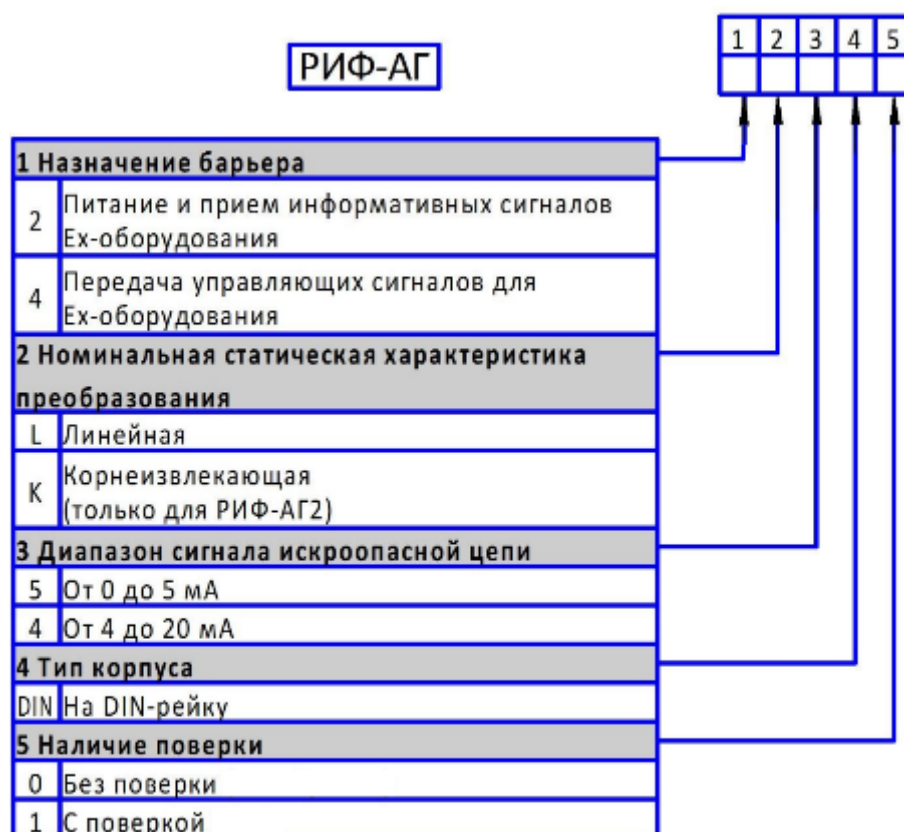 РИФ-АГ
1 2 3 4 5
1 Назначение барьера
2 Питание и прием информативных сигналов
Ex-оборудования
4 Передача управляющих сигналов для
Ex-оборудования
2 Номинальная статическая характеристика
преобразования
L Линейная
K Корнеизвлекающая
(только для РИФ-АГ2)
3 Диапазон сигнала искроопасной цепи
5 От 0 до 5 мА
4 От 4 до 20 мА
4 Тип корпуса
DIN На DIN-рейку
5 Наличие поверки
0 Без поверки
1 С поверкой